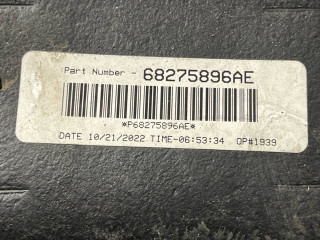 Part Number - 68275896AE
*P68275896AE*
DATE 10/21/2022 TIME-06:53:34 OP#1939